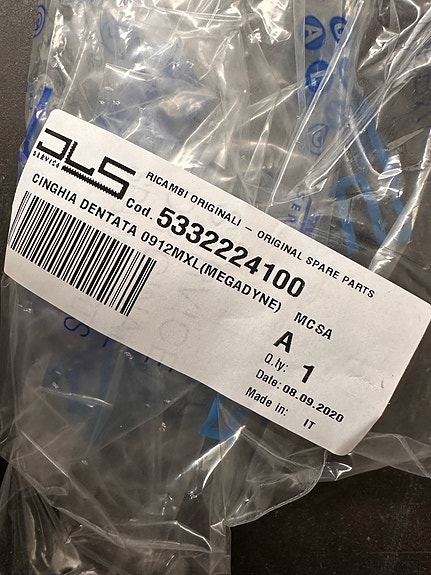 DLS
SERVICE
RICAMBI ORIGINALI - ORIGINAL SPARE PARTS
Cod. 5332224100
CINGHIA DENTATA 0912MXL(MEGADYNE)
MCSA
A
Q.ty: 1
Date: 08.09.2020
Made in: IT